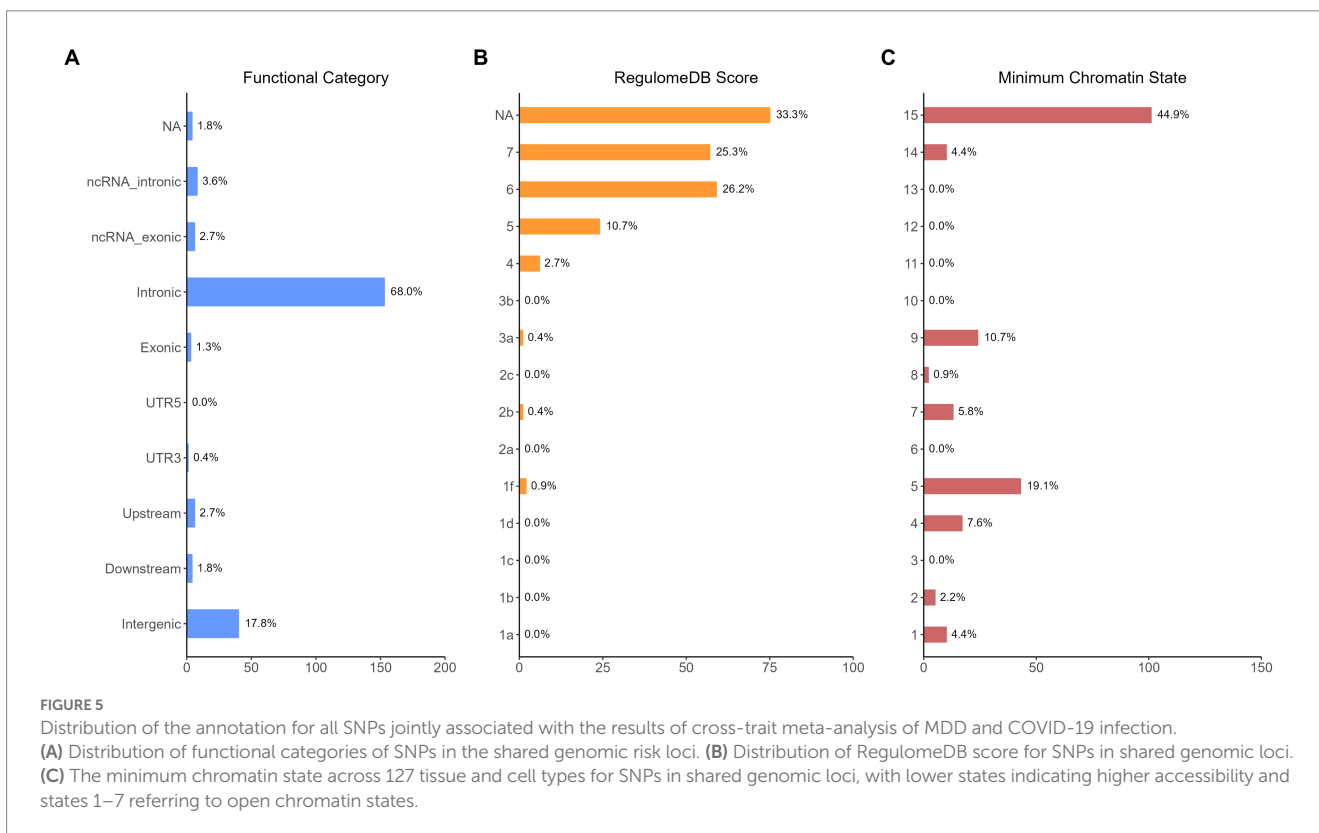 A
Functional Category
NA
1.8%
ncRNA_intronic
3.6%
ncRNA_exonic
2.7%
Intronic
68.0%
Exonic
1.3%
UTR5
0.0%
UTR3
0.4%
Upstream
2.7%
Downstream
1.8%
Intergenic
17.8%
0 50 100 150 200
B
RegulomeDB Score
NA
33.3%
7
25.3%
6
26.2%
5
10.7%
4
2.7%
3b
0.0%
3a
0.4%
2c
0.0%
2b
0.4%
2a
0.0%
1f
0.9%
1d
0.0%
1c
0.0%
1b
0.0%
1a
0.0%
0 25 50 75 100
C
Minimum Chromatin State
15
44.9%
14
4.4%
13
0.0%
12
0.0%
11
0.0%
10
0.0%
9
10.7%
8
0.9%
7
5.8%
6
0.0%
5
19.1%
4
7.6%
3
0.0%
2
2.2%
1
4.4%
0 50 100 150
FIGURE 5
Distribution of the annotation for all SNPs jointly associated with the results of cross-trait meta-analysis of MDD and COVID-19 infection.
(A) Distribution of functional categories of SNPs in the shared genomic risk loci. (B) Distribution of RegulomeDB score for SNPs in shared genomic loci.
(C) The minimum chromatin state across 127 tissue and cell types for SNPs in shared genomic loci, with lower states indicating higher accessibility and
states 1–7 referring to open chromatin states.